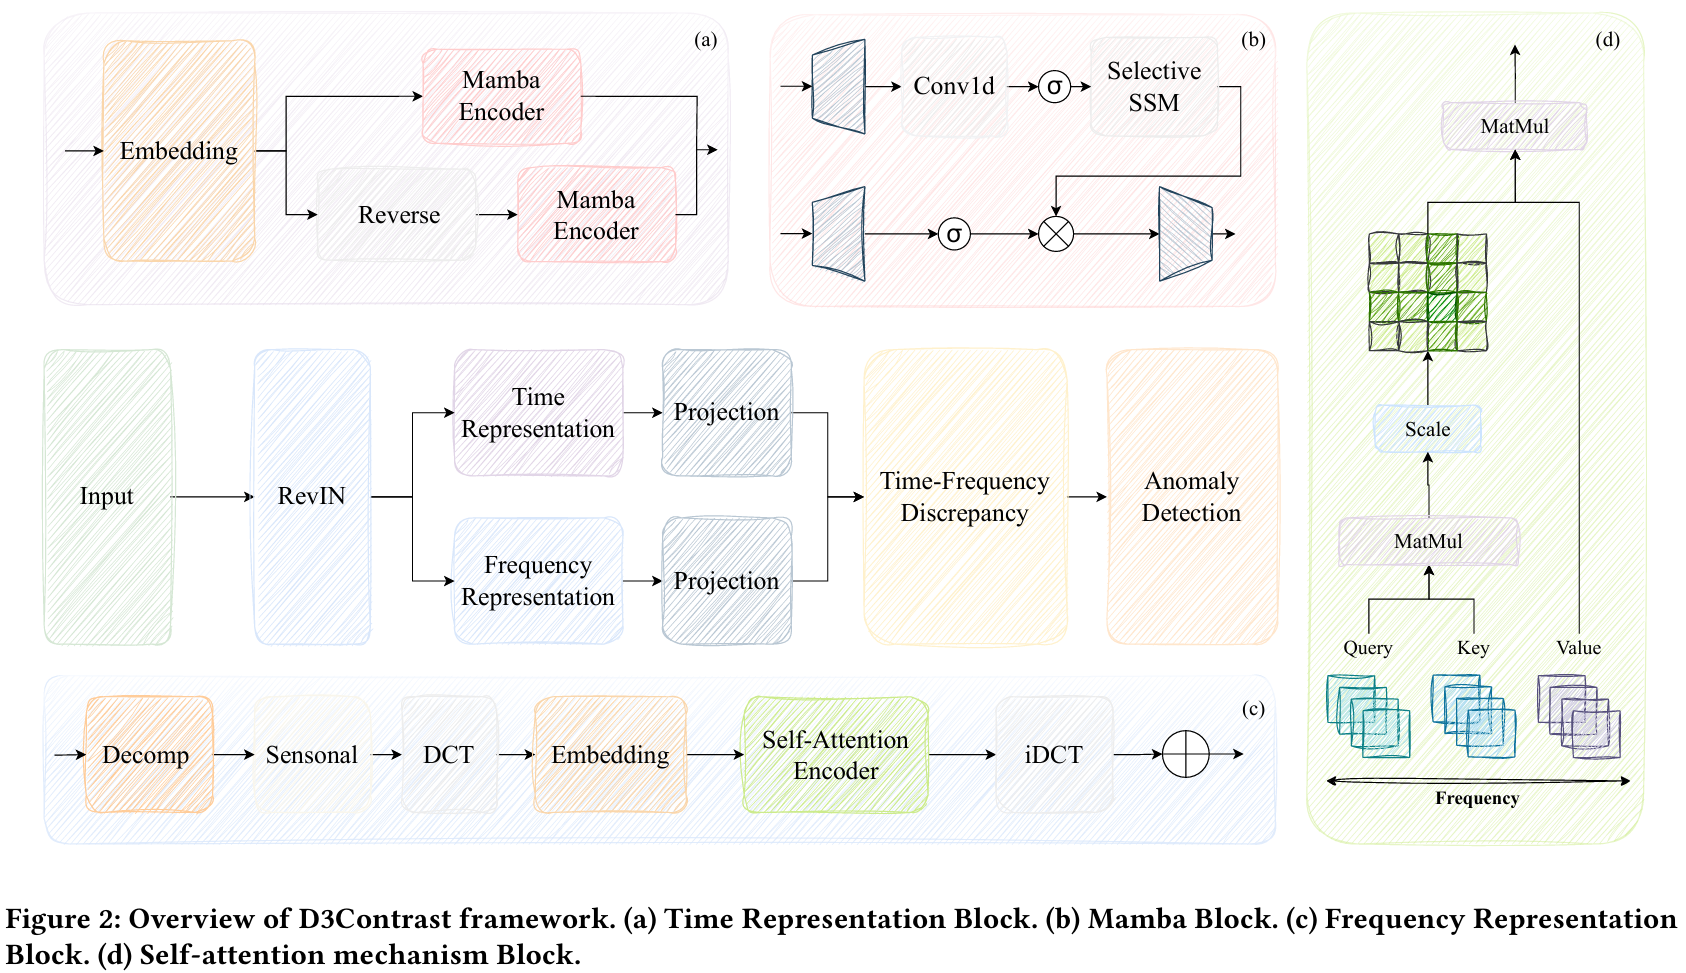 (a)
Embedding
Mamba
Encoder
Reverse
Mamba
Encoder
(b)
Conv1d
σ
Selective
SSM
σ
Input
RevIN
Time
Representation
Projection
Frequency
Representation
Projection
Time-Frequency
Discrepancy
Anomaly
Detection
(c)
Decomp
Sensonal
DCT
Embedding
Self-Attention
Encoder
iDCT
(d)
MatMul
Scale
MatMul
Query
Key
Value
Frequency
Figure 2: Overview of D3Contrast framework. (a) Time Representation Block. (b) Mamba Block. (c) Frequency Representation
Block. (d) Self-attention mechanism Block.